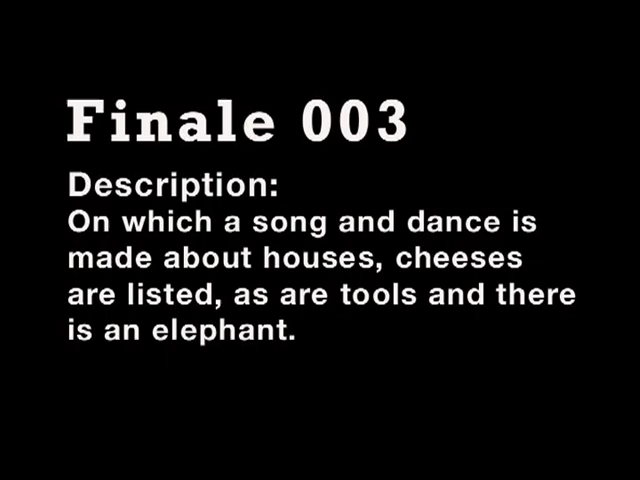 Finale 003
Description:
On which a song and dance is
made about houses, cheeses
are listed, as are tools and there
is an elephant.